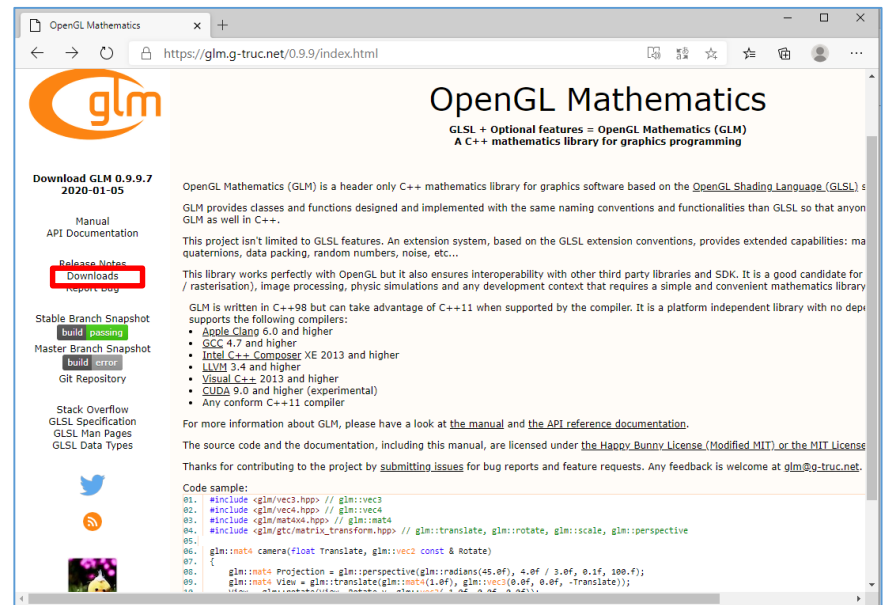 OpenGL Mathematics
https://glm.g-truc.net/0.9.9/index.html
glm
OpenGL Mathematics
GLSL + Optional features = OpenGL Mathematics (GLM)
A C++ mathematics library for graphics programming
Download GLM 0.9.9.7
2020-01-05
Manual
API Documentation
Release Notes
Downloads
Report Bug
Stable Branch Snapshot
build passing
Master Branch Snapshot
build error
Git Repository
Stack Overflow
GLSL Specification
GLSL Man Pages
GLSL Data Types
OpenGL Mathematics (GLM) is a header only C++ mathematics library for graphics software based on the OpenGL Shading Language (GLSL) s
GLM provides classes and functions designed and implemented with the same naming conventions and functionalities than GLSL so that anyon
GLM as well in C++.
This project isn't limited to GLSL features. An extension system, based on the GLSL extension conventions, provides extended capabilities: ma
quaternions, data packing, random numbers, noise, etc...
This library works perfectly with OpenGL but it also ensures interoperability with other third party libraries and SDK. It is a good candidate for
/ rasterisation), image processing, physic simulations and any development context that requires a simple and convenient mathematics library
GLM is written in C++98 but can take advantage of C++11 when supported by the compiler. It is a platform independent library with no depe
supports the following compilers:
• Apple Clang 6.0 and higher
• GCC 4.7 and higher
• Intel C++ Composer XE 2013 and higher
• LLVM 3.4 and higher
• Visual C++ 2013 and higher
• CUDA 9.0 and higher (experimental)
• Any conform C++11 compiler
For more information about GLM, please have a look at the manual and the API reference documentation.
The source code and the documentation, including this manual, are licensed under the Happy Bunny License (Modified MIT) or the MIT License
Thanks for contributing to the project by submitting issues for bug reports and feature requests. Any feedback is welcome at glm@g-truc.net.
Code sample:
01. #include <glm/vec3.hpp> // glm::vec3
02. #include <glm/vec4.hpp> // glm::vec4
03. #include <glm/mat4x4.hpp> // glm::mat4
04. #include <glm/gtc/matrix_transform.hpp> // glm::translate, glm::rotate, glm::scale, glm::perspective
05.
06. glm::mat4 camera(float Translate, glm::vec2 const & Rotate)
07. {
08. glm::mat4 Projection = glm::perspective(glm::radians(45.0f), 4.0f / 3.0f, 0.1f, 100.f);
09. glm::mat4 View = glm::translate(glm::mat4(1.0f), glm::vec3(0.0f, 0.0f, -Translate));